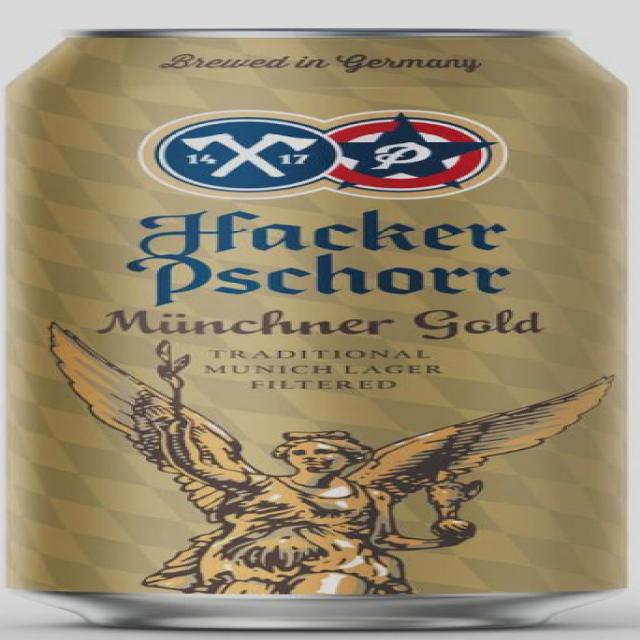 Brewed in Germany
14 17 P
Hacker
Pschorr
Münchner Gold
TRADITIONAL
MUNICH LAGER
FILTERED